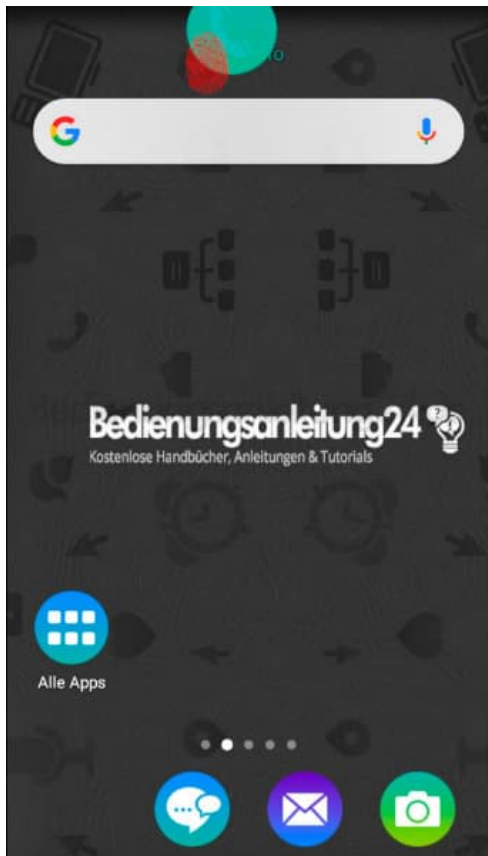 Bedienungsanleitung24
Kostenlose Handbücher, Anleitungen & Tutorials
Alle Apps